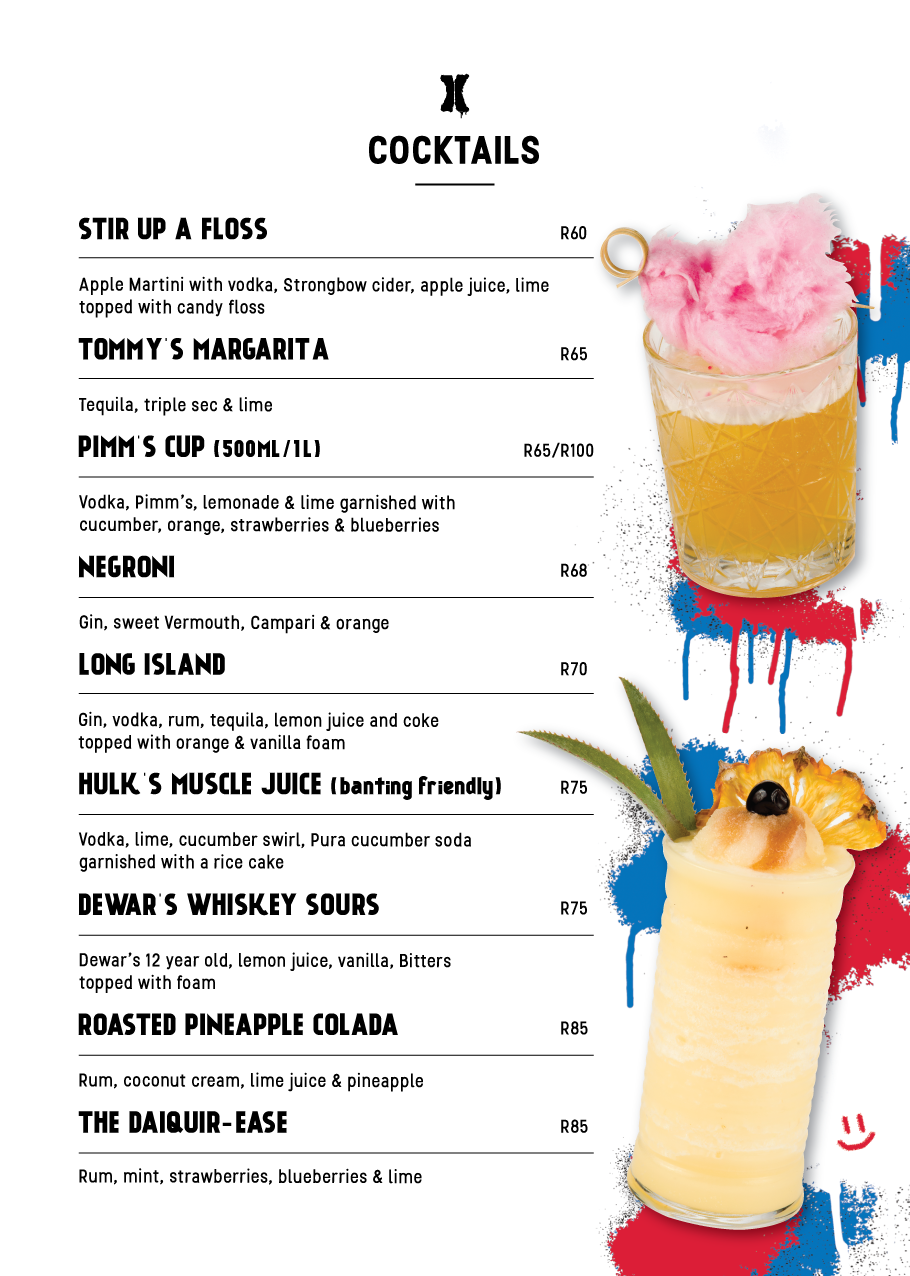 COCKTAILS
STIR UP A FLOSS R60
Apple Martini with vodka, Strongbow cider, apple juice, lime
topped with candy floss
TOMMY'S MARGARITA R65
Tequila, triple sec & lime
PIMM'S CUP (500ML/1L) R65/R100
Vodka, Pimm's, lemonade & lime garnished with
cucumber, orange, strawberries & blueberries
NEGRONI R68
Gin, sweet Vermouth, Campari & orange
LONG ISLAND R70
Gin, vodka, rum, tequila, lemon juice and coke
topped with orange & vanilla foam
HULK'S MUSCLE JUICE (banting friendly) R75
Vodka, lime, cucumber swirl, Pura cucumber soda
garnished with a rice cake
DEWAR'S WHISKEY SOURS R75
Dewar's 12 year old, lemon juice, vanilla, Bitters
topped with foam
ROASTED PINEAPPLE COLADA R85
Rum, coconut cream, lime juice & pineapple
THE DAIQUIR-EASE R85
Rum, mint, strawberries, blueberries & lime